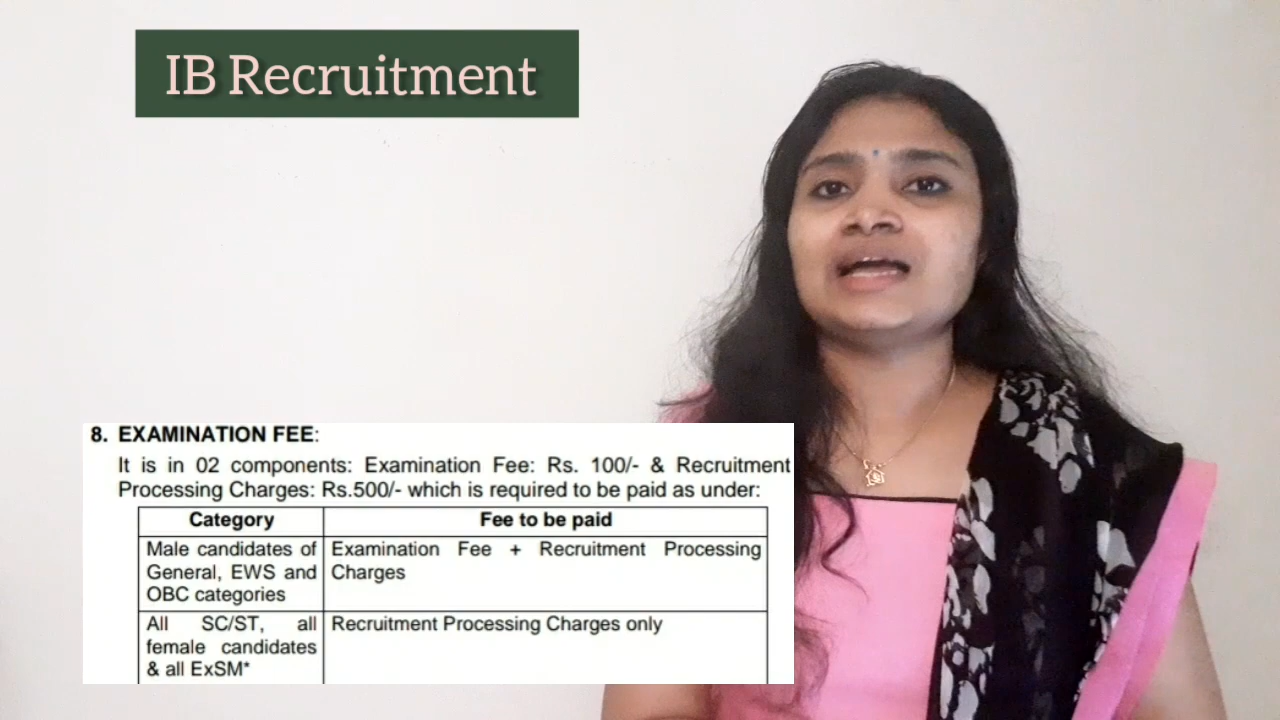 IB Recruitment
8. EXAMINATION FEE:
It is in 02 components: Examination Fee: Rs. 100/- & Recruitment
Processing Charges: Rs.500/- which is required to be paid as under:
Category Fee to be paid
Male candidates of Examination Fee + Recruitment Processing
General, EWS and Charges
OBC categories
All SC/ST, all Recruitment Processing Charges only
female candidates
& all ExSM*